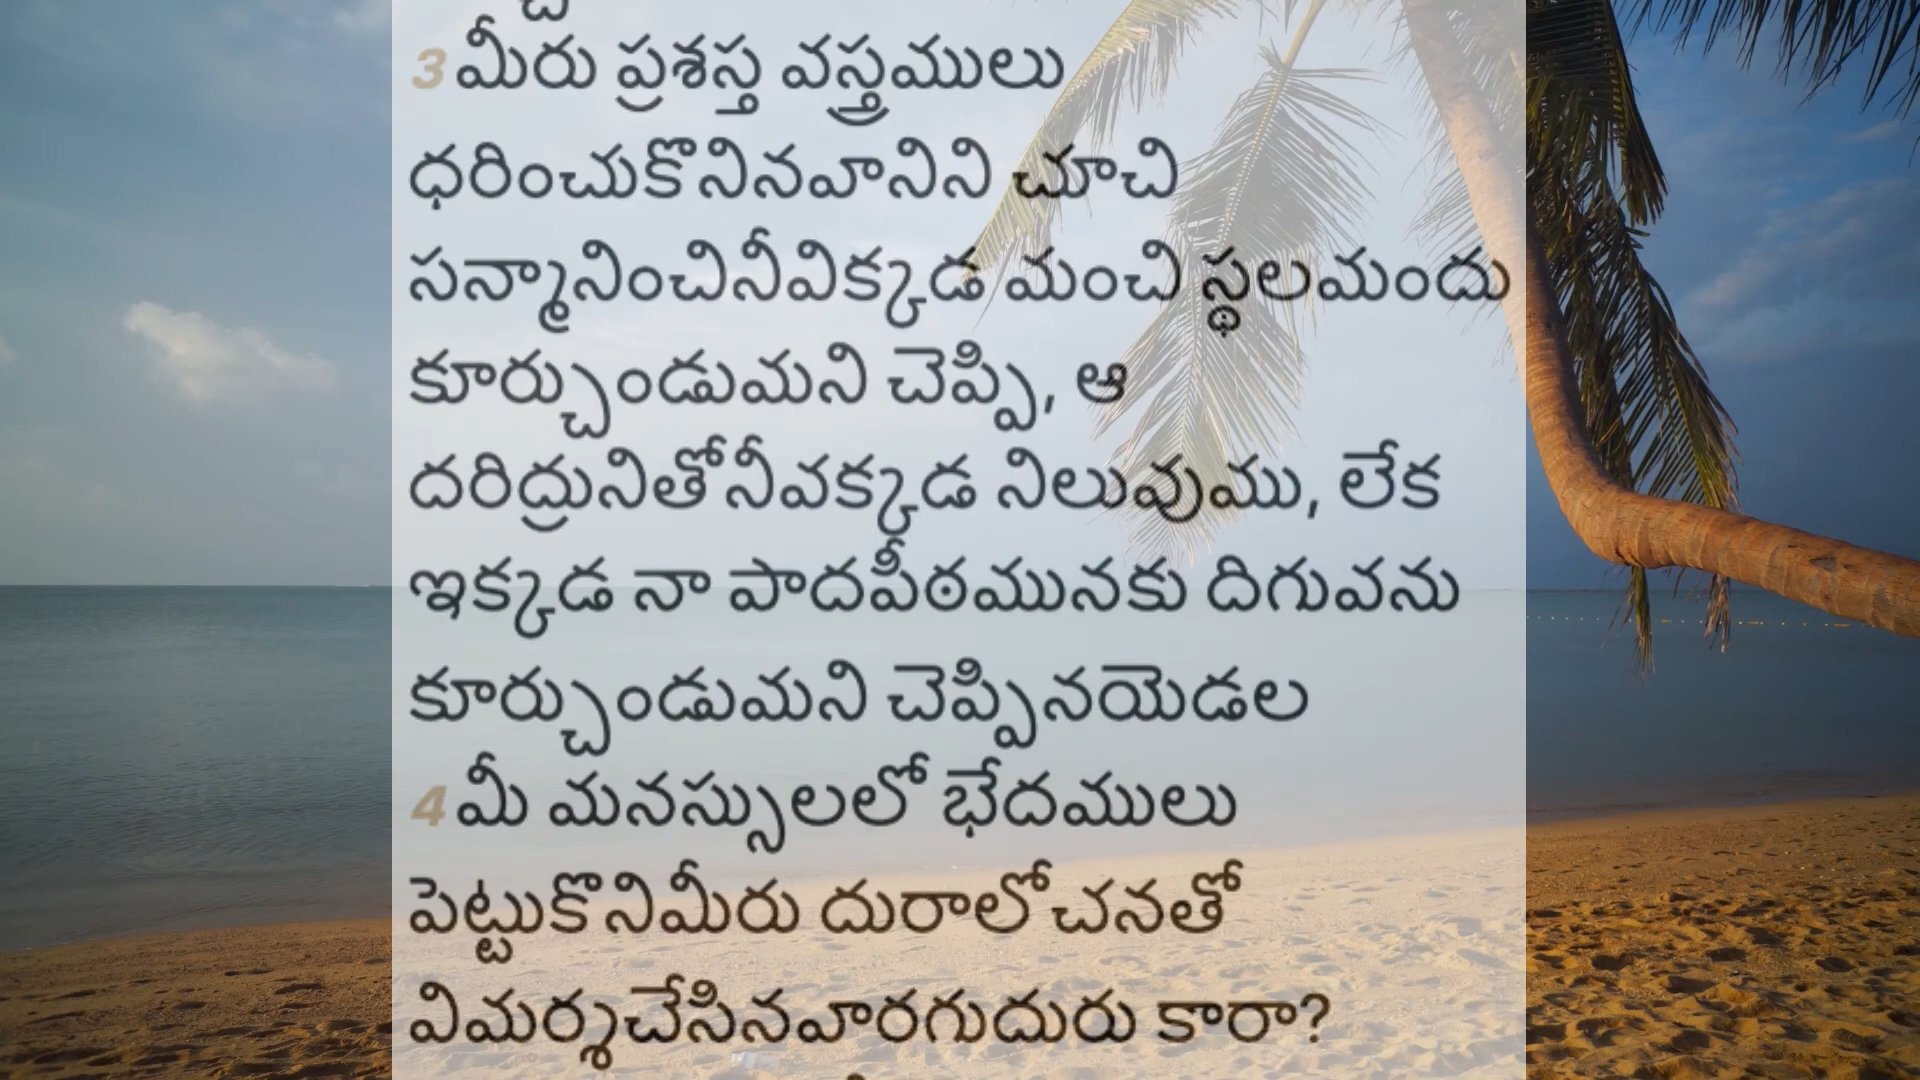 3 మీరు ప్రశస్త వస్త్రములు
ధరించుకొనినవానిని చూచి
సన్మానించినీవిక్కడ మంచి స్థలమందు
కూర్చుండుమని చెప్పి, ఆ
దరిద్రునితోనీవక్కడ నిలువుము, లేక
ఇక్కడ నా పాదపీఠమునకు దిగువను
కూర్చుండుమని చెప్పినయెడల
4 మీ మనస్సులలో భేదములు
పెట్టుకొనిమీరు దురాలోచనతో
విమర్శచేసినవారగుదురు కారా?